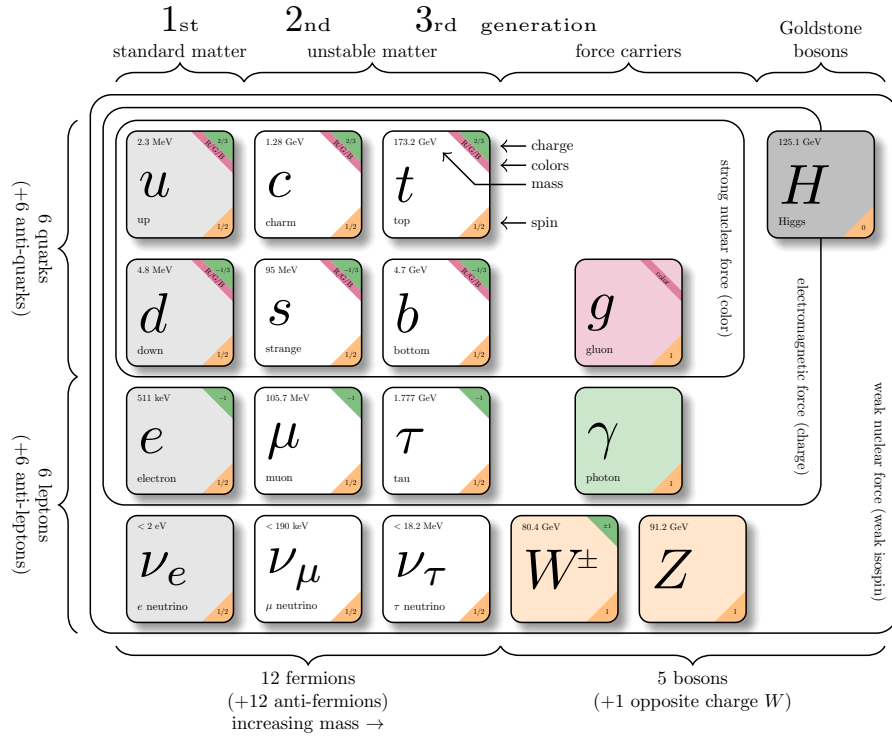 1st 2nd 3rd generation
Goldstone
bosons
standard matter
unstable matter
force carriers
6 quarks
(+6 anti-quarks)
6 leptons
(+6 anti-leptons)
2.3 MeV
2/3
R/G/B
u
up
1/2
1.28 GeV
2/3
R/G/B
c
charm
1/2
173.2 GeV
2/3
R/G/B
t
top
1/2
charge
colors
mass
spin
strong nuclear force (color)
125.1 GeV
H
Higgs
0
4.8 MeV
−1/3
R/G/B
d
down
1/2
95 MeV
−1/3
R/G/B
s
strange
1/2
4.7 GeV
−1/3
R/G/B
b
bottom
1/2
color
g
gluon
1
electromagnetic force (charge)
511 keV
−1
e
electron
1/2
105.7 MeV
−1
μ
muon
1/2
1.777 GeV
−1
τ
tau
1/2
γ
photon
1
weak nuclear force (weak isospin)
< 2 eV
νe
e neutrino
1/2
< 190 keV
νμ
μ neutrino
1/2
< 18.2 MeV
ντ
τ neutrino
1/2
80.4 GeV
±1
W±
1
91.2 GeV
Z
1
12 fermions
(+12 anti-fermions)
increasing mass →
5 bosons
(+1 opposite charge W)